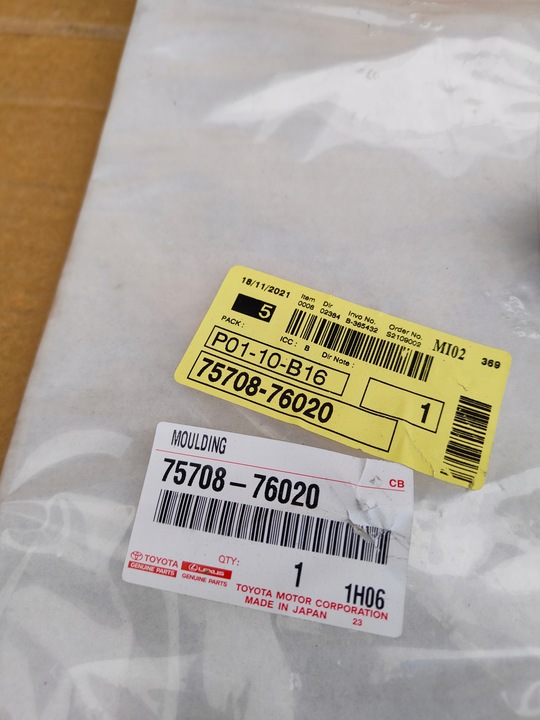 18/11/2021 Item Dir Invo No. Order No. MI02 369
5 0006 02384 B-365432 S2109002
PACK: ICC: B Dir Note:
P01-10-B16
75708-76020 1
MOULDING
CB
75708-76020
TOYOTA LEXUS QTY: 1 1H06
GENUINE PARTS GENUINE PARTS
TOYOTA MOTOR CORPORATION
MADE IN JAPAN 23